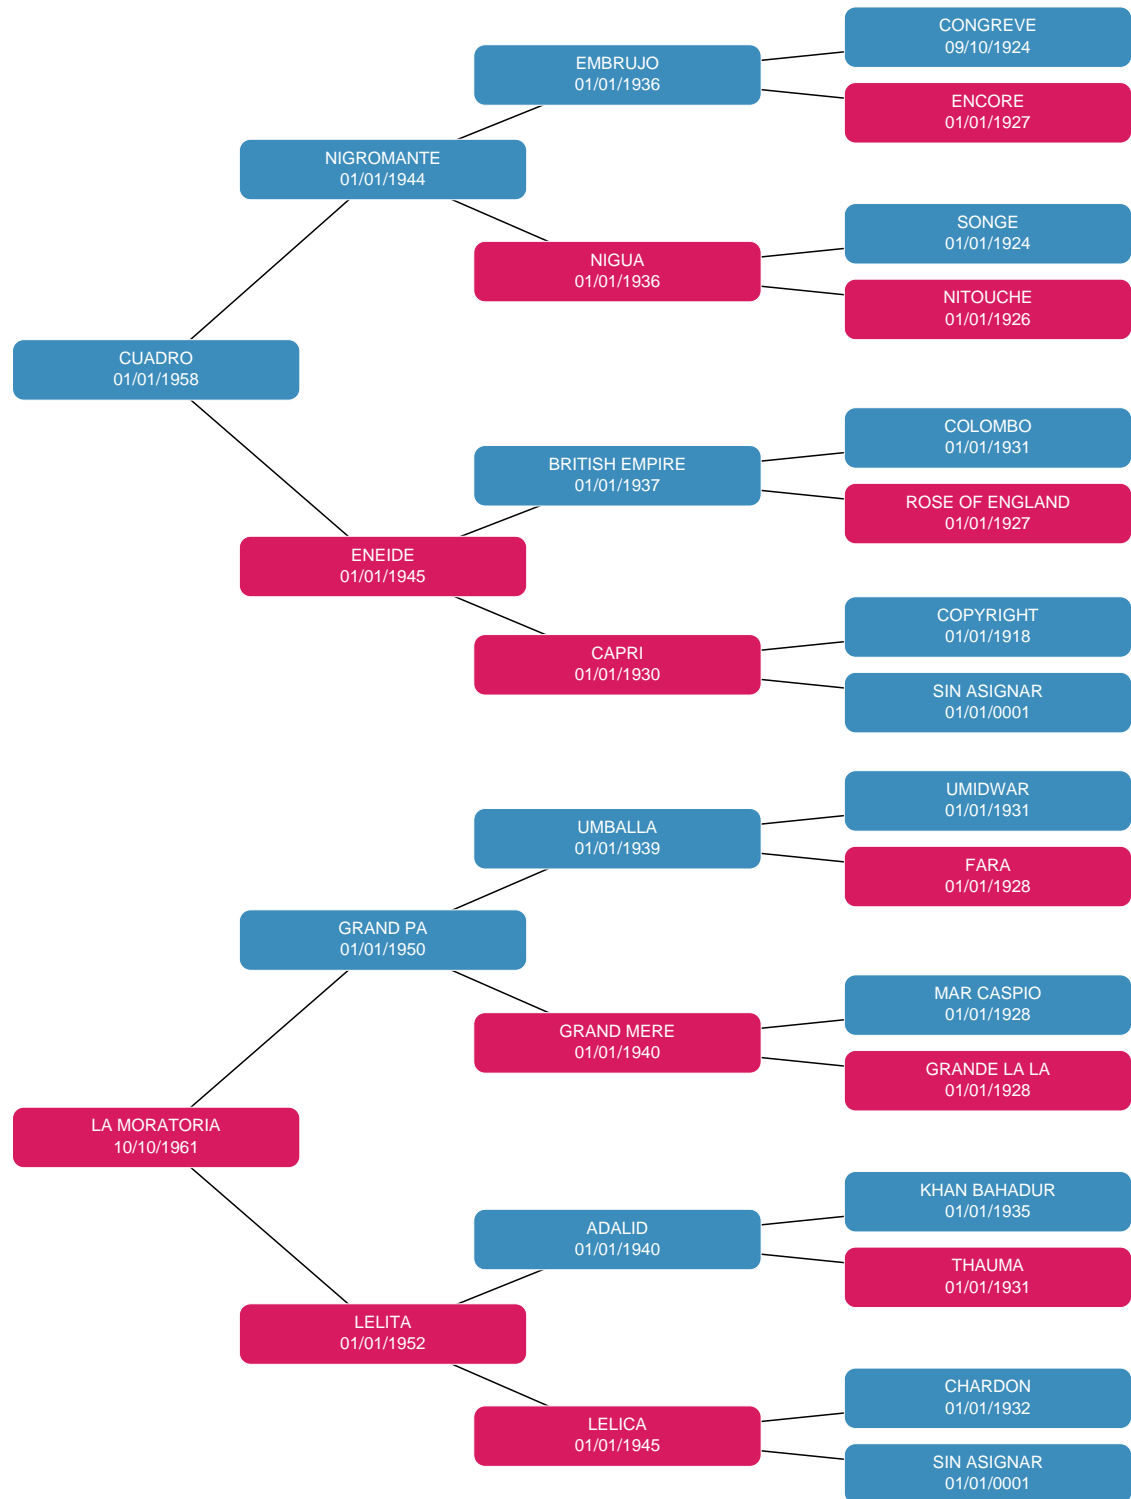 CONGREVE
09/10/1924
EMBRUJO
01/01/1936
ENCORE
01/01/1927
NIGROMANTE
01/01/1944
SONGE
01/01/1924
NIGUA
01/01/1936
NITOUCHE
01/01/1926
CUADRO
01/01/1958
COLOMBO
01/01/1931
BRITISH EMPIRE
01/01/1937
ROSE OF ENGLAND
01/01/1927
ENEIDE
01/01/1945
COPYRIGHT
01/01/1918
CAPRI
01/01/1930
SIN ASIGNAR
01/01/0001
UMIDWAR
01/01/1931
UMBALLA
01/01/1939
FARA
01/01/1928
GRAND PA
01/01/1950
MAR CASPIO
01/01/1928
GRAND MERE
01/01/1940
GRANDE LA LA
01/01/1928
LA MORATORIA
10/10/1961
KHAN BAHADUR
01/01/1935
ADALID
01/01/1940
THAUMA
01/01/1931
LELITA
01/01/1952
CHARDON
01/01/1932
LELICA
01/01/1945
SIN ASIGNAR
01/01/0001